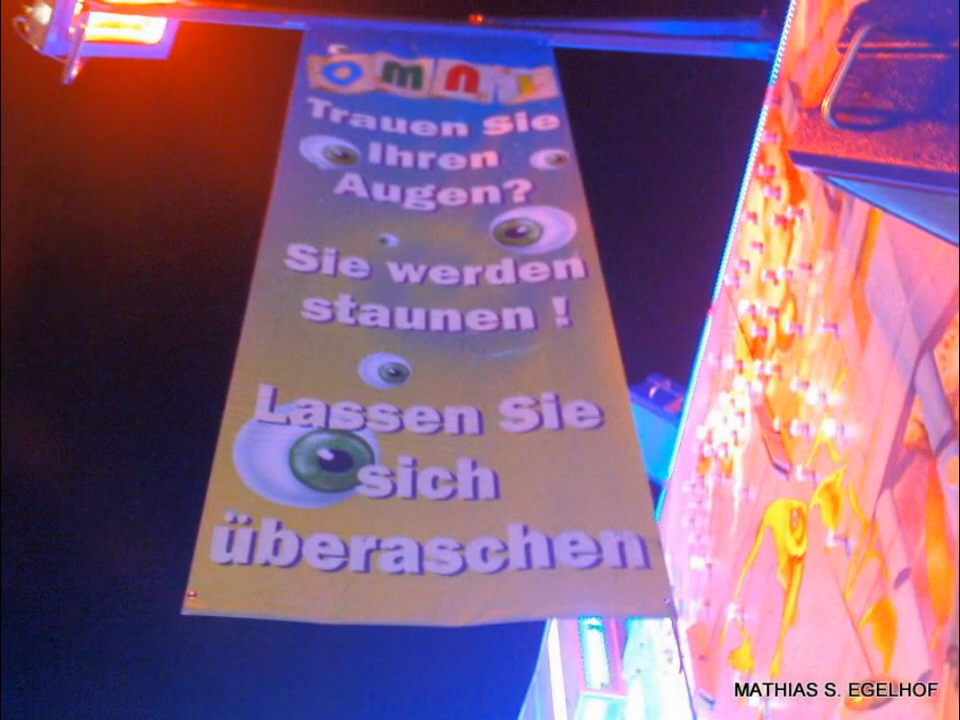 OMNI
Trauen Sie
Ihren
Augen?
Sie werden
staunen !
Lassen Sie
sich
überaschen
MATHIAS S. EGELHOF